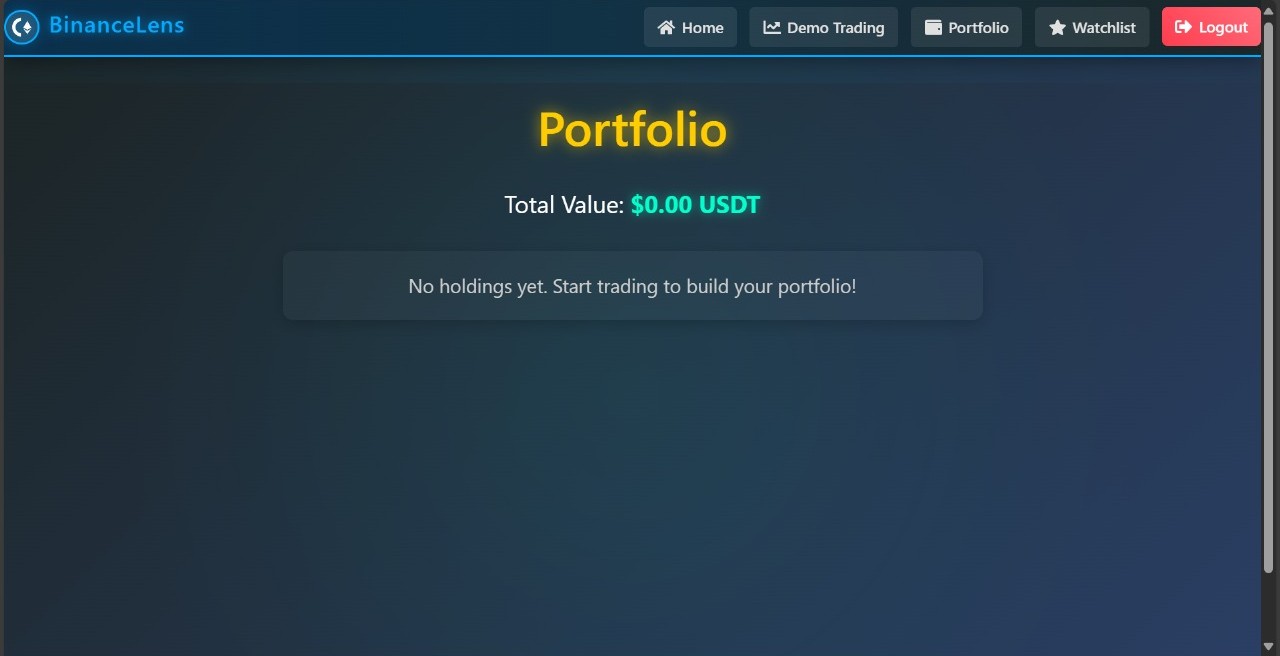 BinanceLens
Home
Demo Trading
Portfolio
Watchlist
Logout
Portfolio
Total Value: $0.00 USDT
No holdings yet. Start trading to build your portfolio!